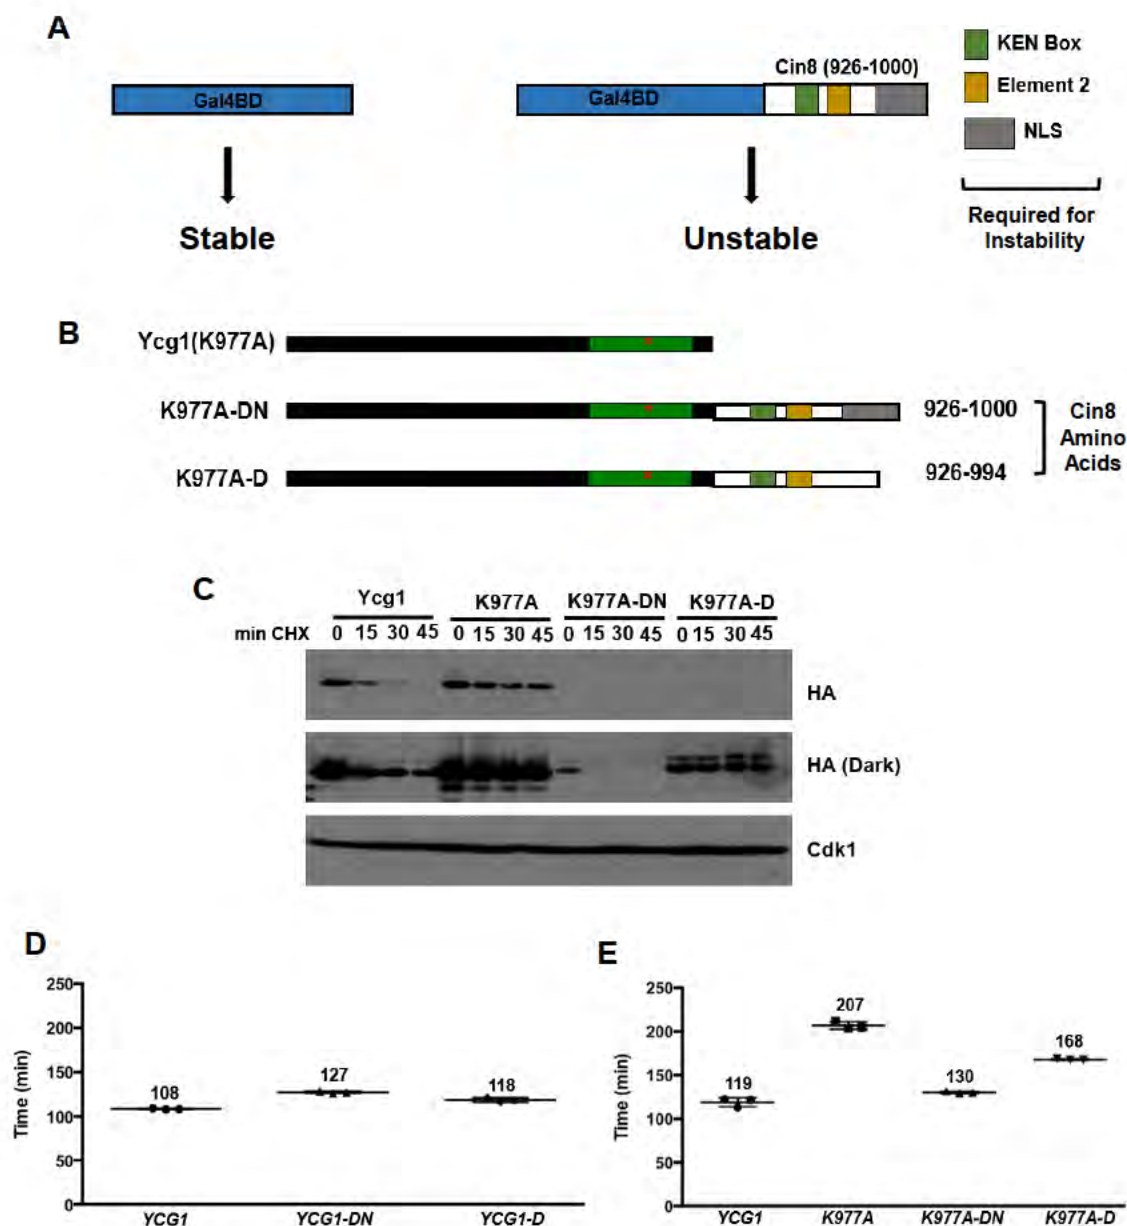 A
Gal4BD
Stable
Cin8 (926-1000)
Gal4BD
Unstable
KEN Box
Element 2
NLS
Required for
Instability
B
Ycg1(K977A)
K977A-DN
926-1000
K977A-D
926-994
Cin8
Amino
Acids
C
Ycg1 K977A K977A-DN K977A-D
min CHX 0 15 30 45 0 15 30 45 0 15 30 45 0 15 30 45
HA
HA (Dark)
Cdk1
D
Time (min)
250
200
150
100
50
0
108
127
118
YCG1 YCG1-DN YCG1-D
E
Time (min)
250
200
150
100
50
0
119
207
130
168
YCG1 K977A K977A-DN K977A-D